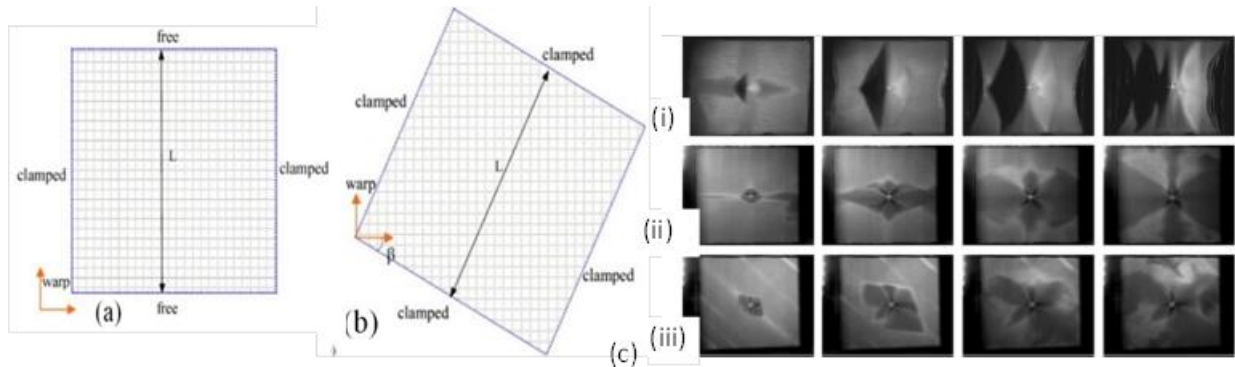 free
clamped
L
clamped
warp
free
(a)
clamped
clamped
L
warp
β
clamped
clamped
(b)
(c)
(i)
(ii)
(iii)